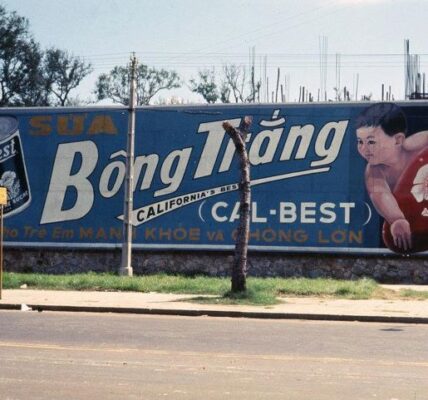 SỮA
Bông Trắng
CALIFORNIA'S BEST
(CAL-BEST)
Cho Trẻ Em MẠNH KHỎE VÀ CHÓNG LỚN